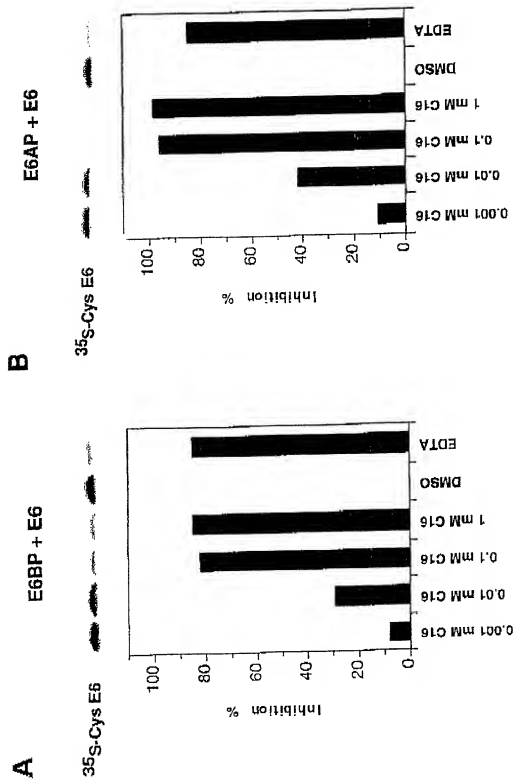 A
E6BP + E6
³⁵S-Cys E6
Inhibition %
100
80
60
40
20
0
0.001 mM C16
0.01 mM C16
0.1 mM C16
1 mM C16
DMSO
EDTA
B
E6AP + E6
³⁵S-Cys E6
Inhibition %
100
80
60
40
20
0
0.001 mM C16
0.01 mM C16
0.1 mM C16
1 mM C16
DMSO
EDTA